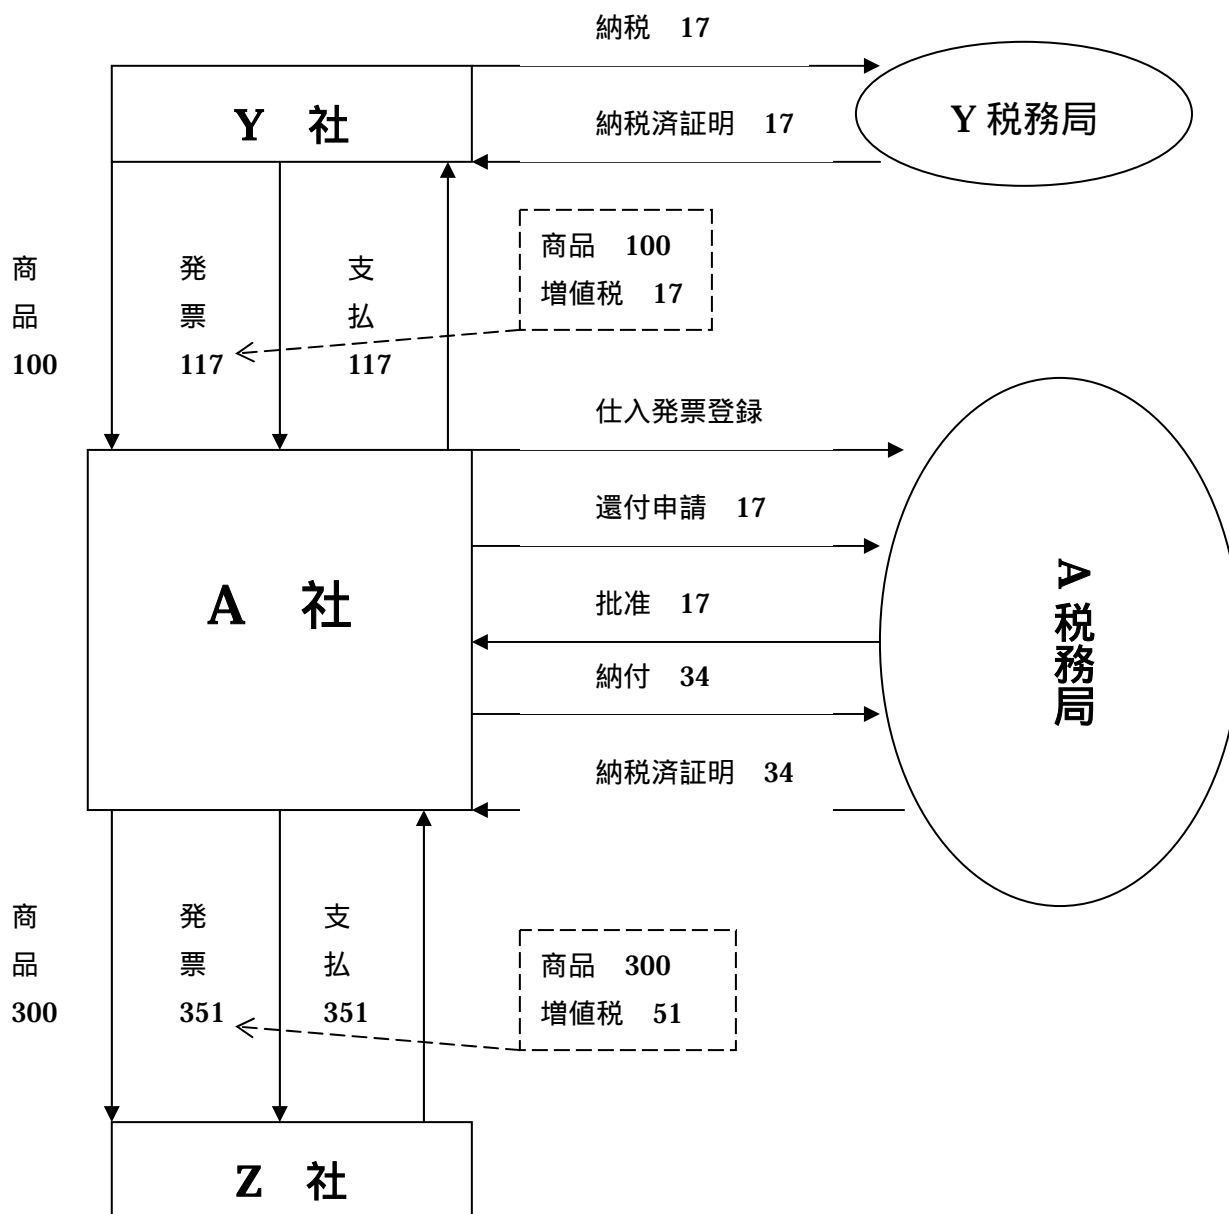 納税　17
Y　社
納税済証明　17
Y 税務局
商品　100
増値税　17
商
品
100
発
票
117
支
払
117
仕入発票登録
還付申請　17
A　社
批准　17
納付　34
納税済証明　34
A 税務局
商
品
300
発
票
351
支
払
351
商品　300
増値税　51
Z　社